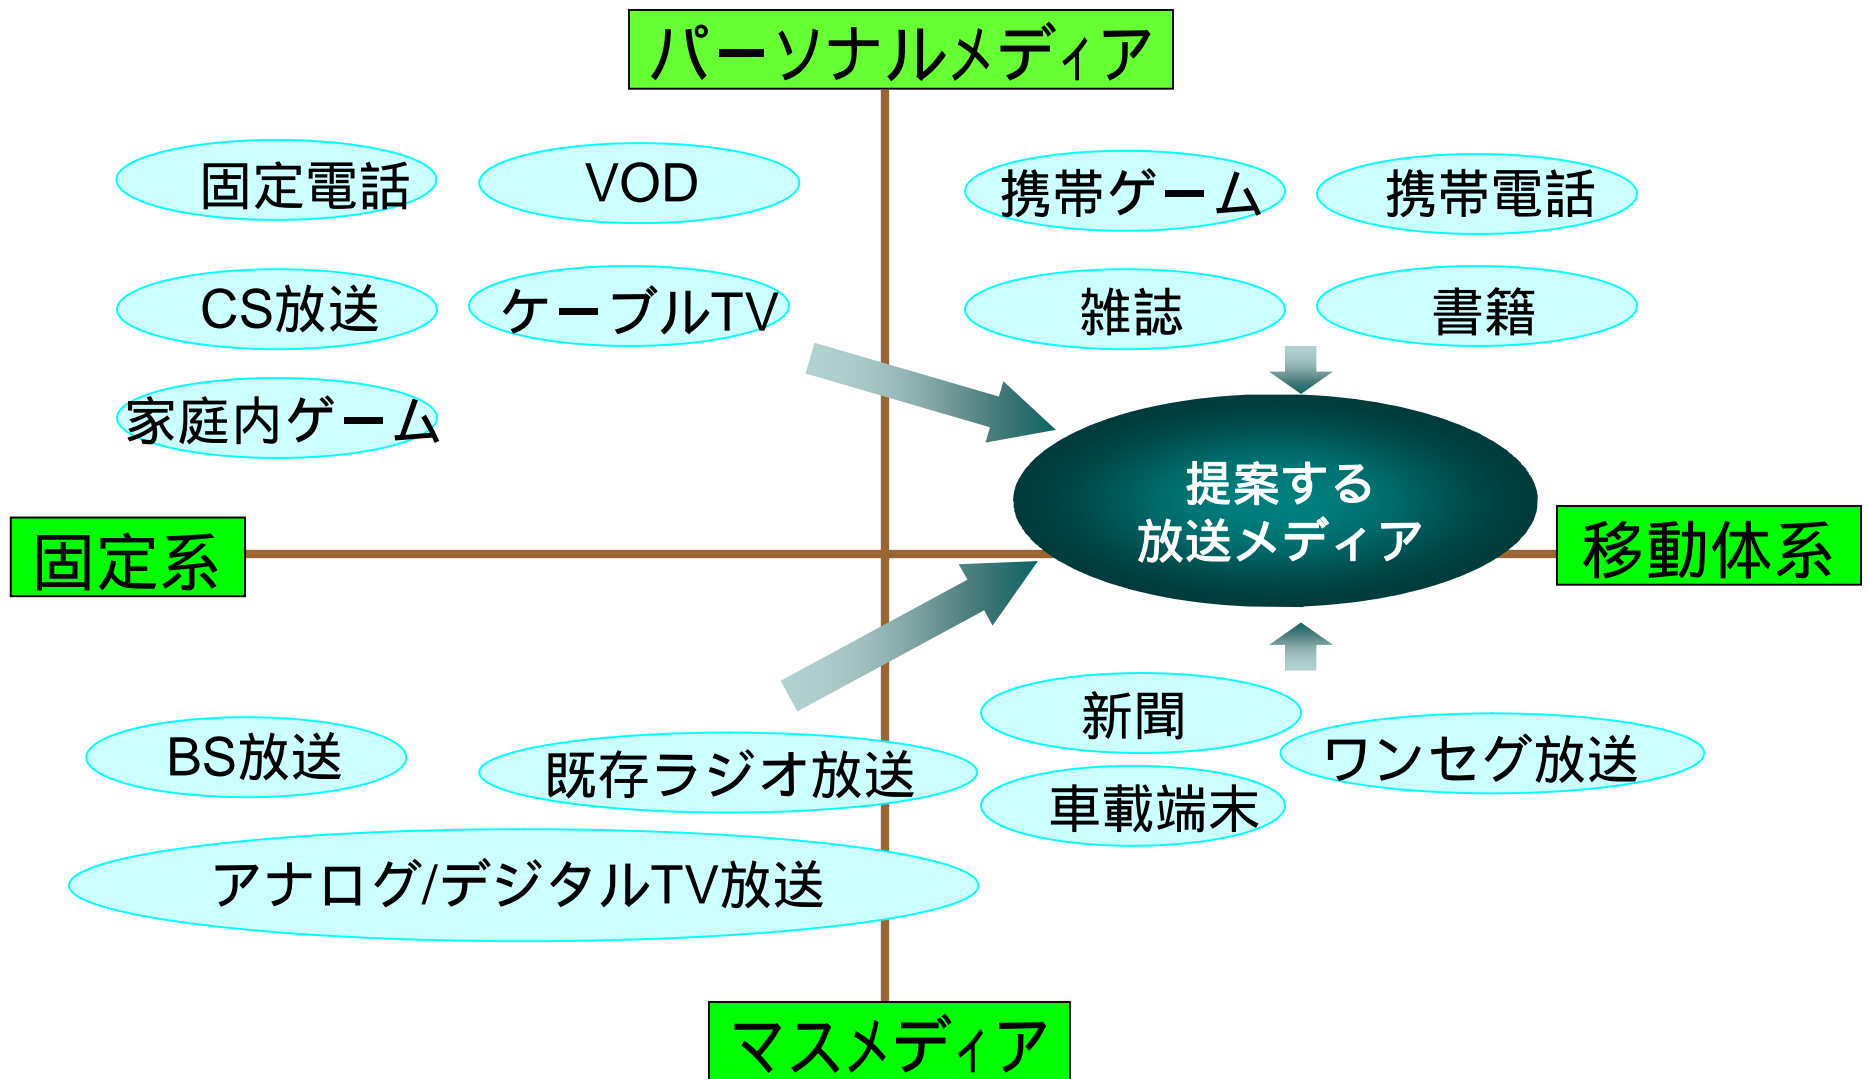 パーソナルメディア
固定電話
VOD
携帯ゲーム
携帯電話
CS放送
ケーブルTV
雑誌
書籍
家庭内ゲーム
提案する
放送メディア
固定系
移動体系
新聞
BS放送
既存ラジオ放送
ワンセグ放送
車載端末
アナログ/デジタルTV放送
マスメディア